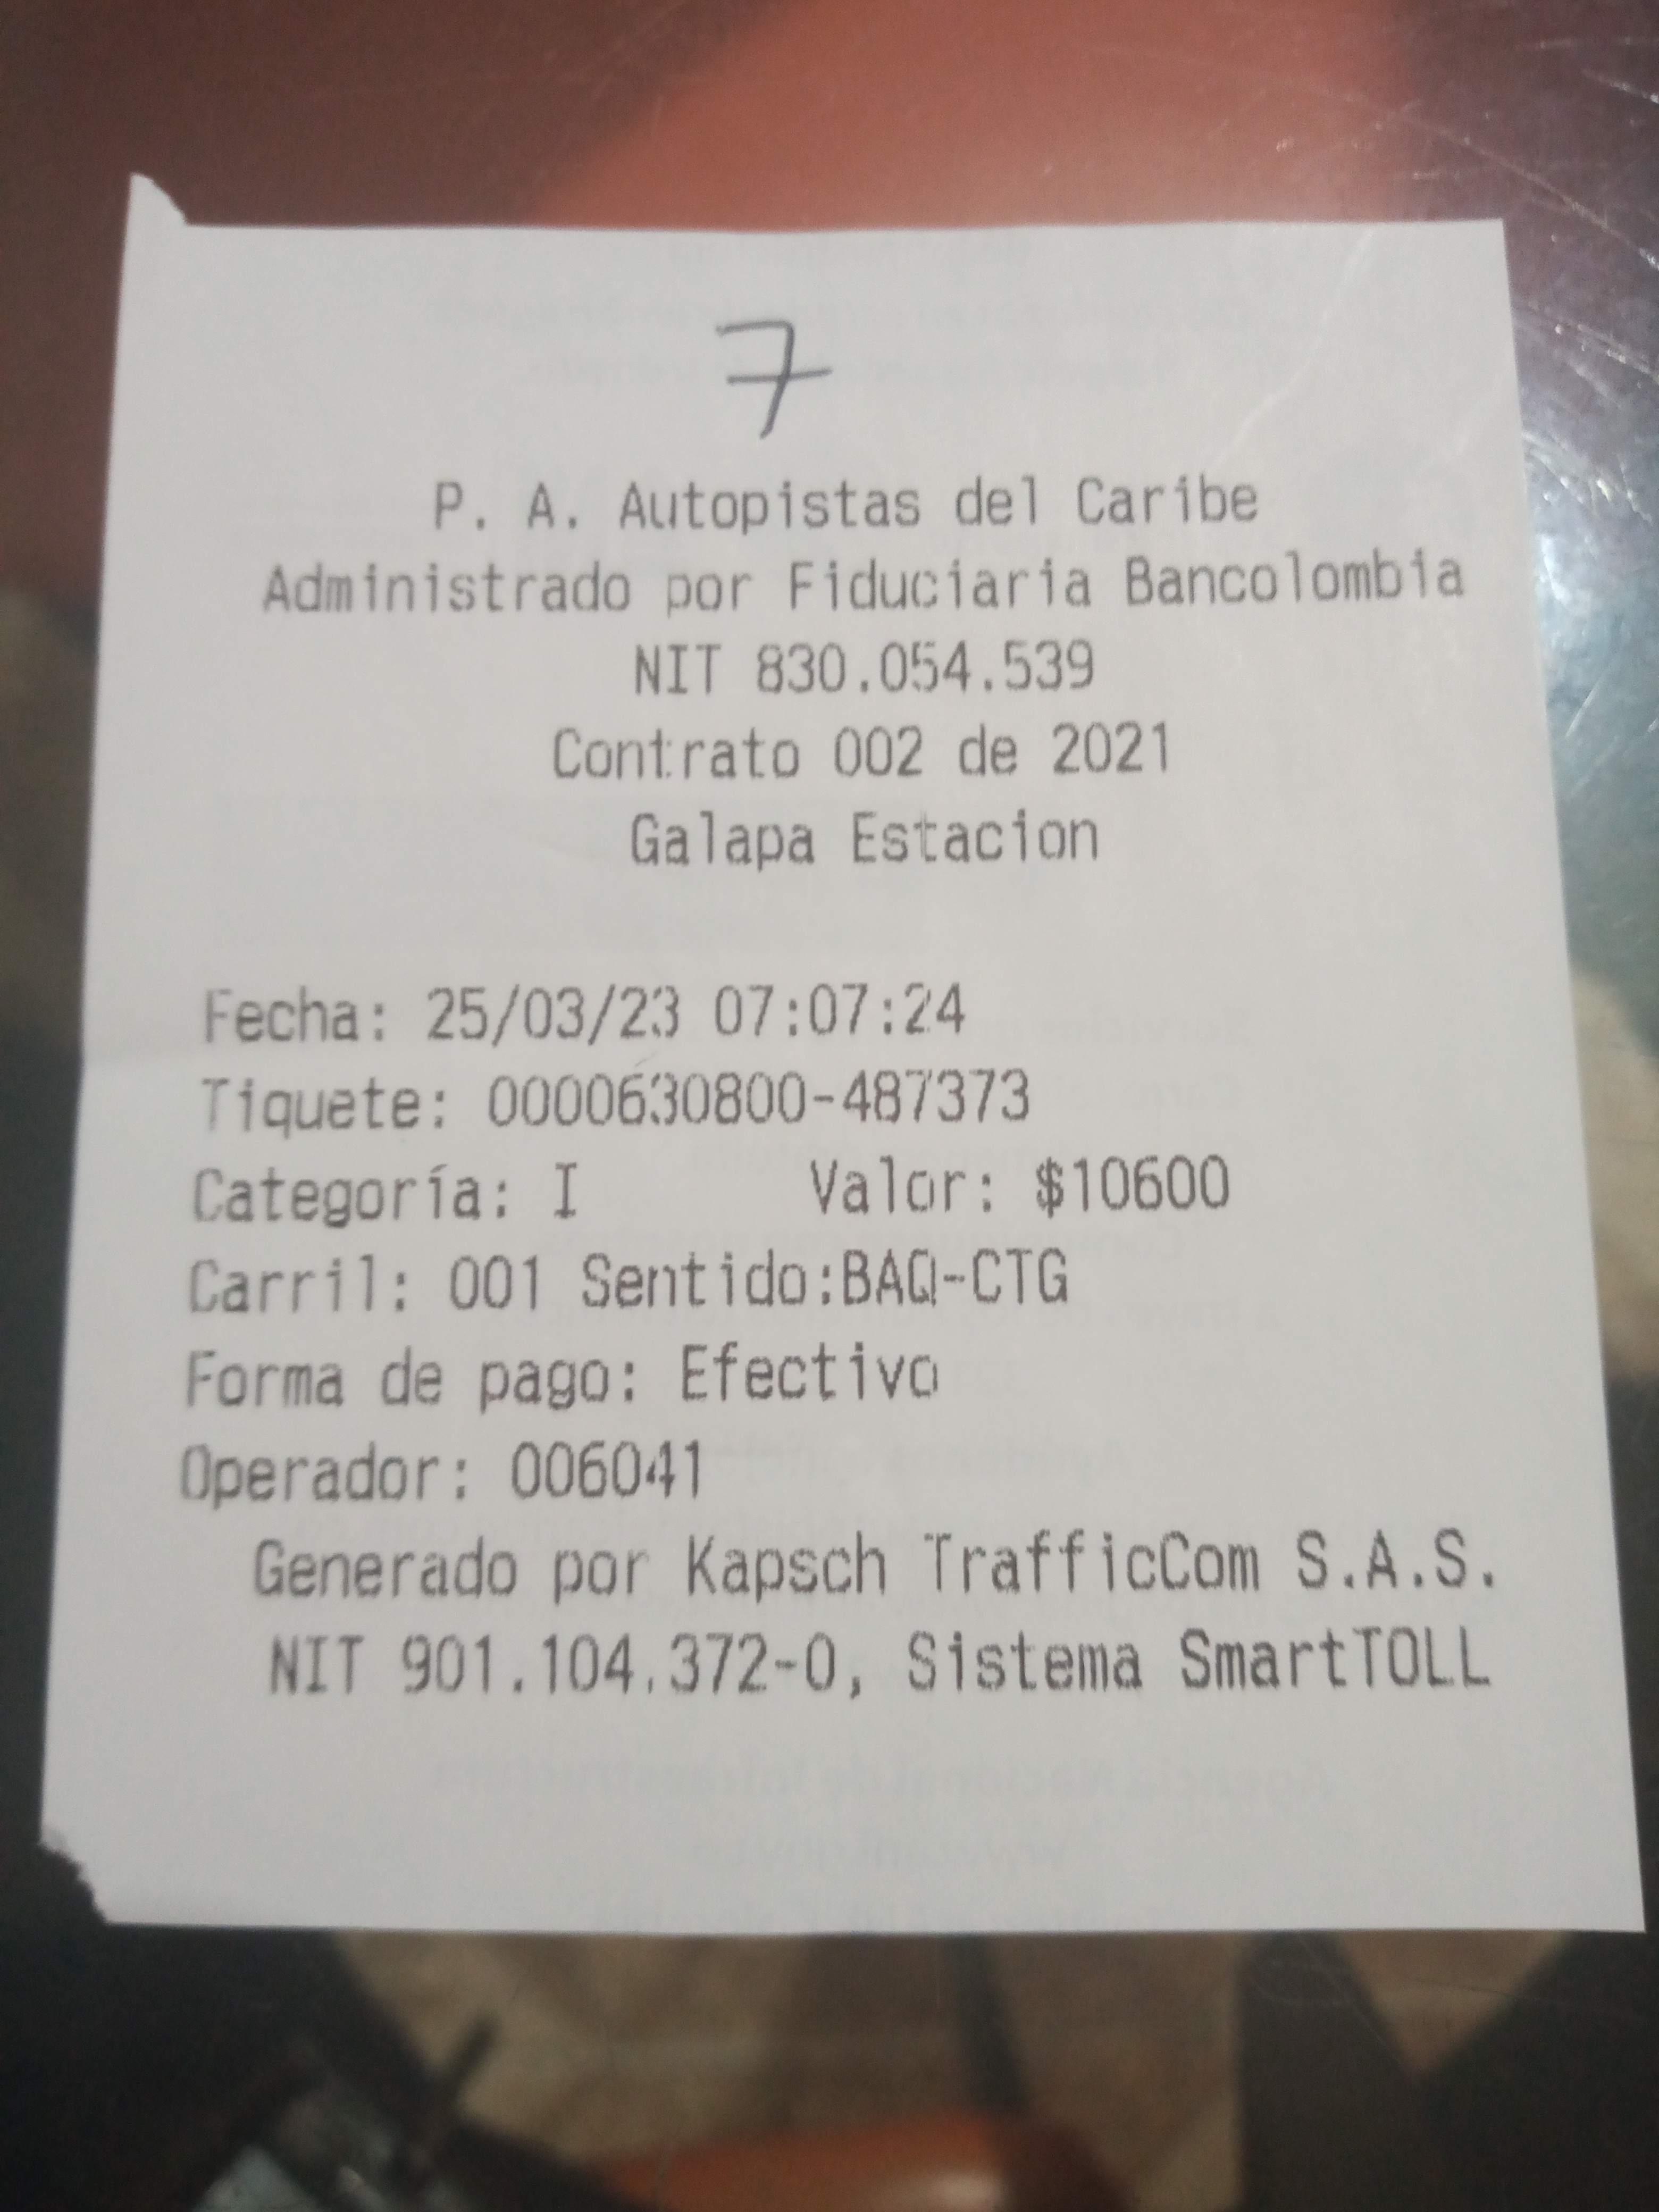 7
P. A. Autopistas del Caribe
Administrado por Fiduciaria Bancolombia
NIT 830.054.539
Contrato 002 de 2021
Galapa Estacion
Fecha: 25/03/23 07:07:24
Tiquete: 0000630800-487373
Categoría: I Valor: $10600
Carril: 001 Sentido:BAQ-CTG
Forma de pago: Efectivo
Operador: 006041
Generado por Kapsch TrafficCom S.A.S.
NIT 901.104.372-0, Sistema SmartTOLL